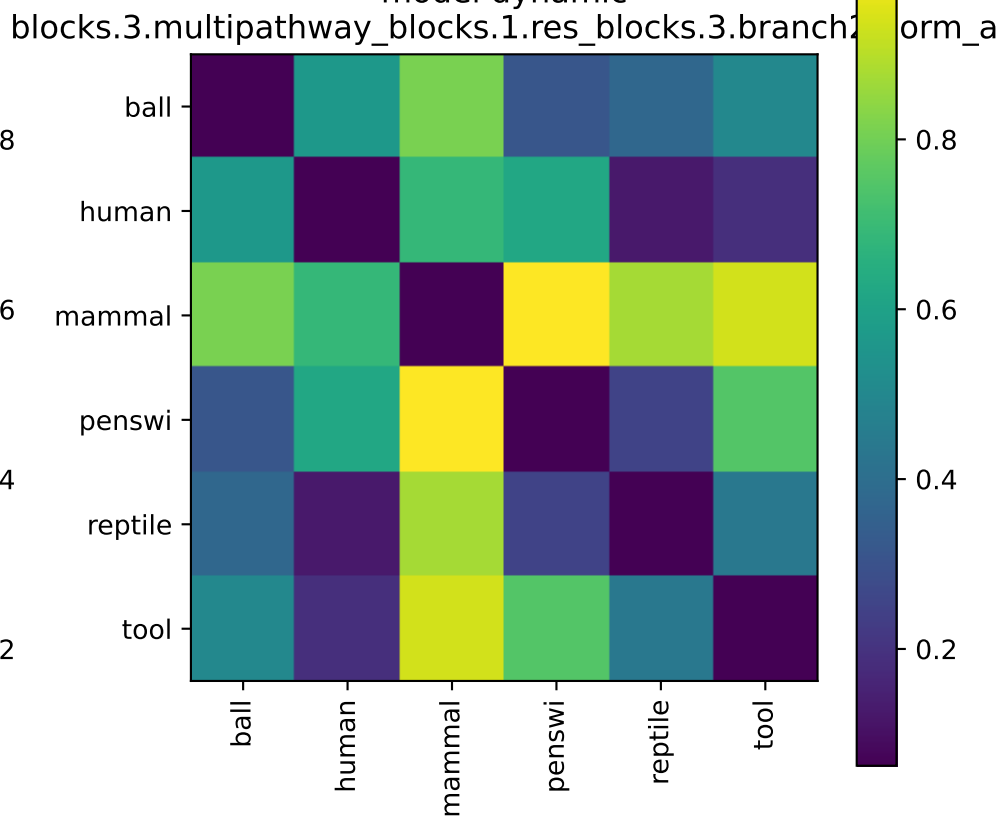 model dynamic
blocks.3.multipathway_blocks.1.res_blocks.3.branch2 orm_a
ball
human
mammal
penswi
reptile
tool
ball
human
mammal
penswi
reptile
tool
0.8
0.6
0.4
0.2
8
6
4
2